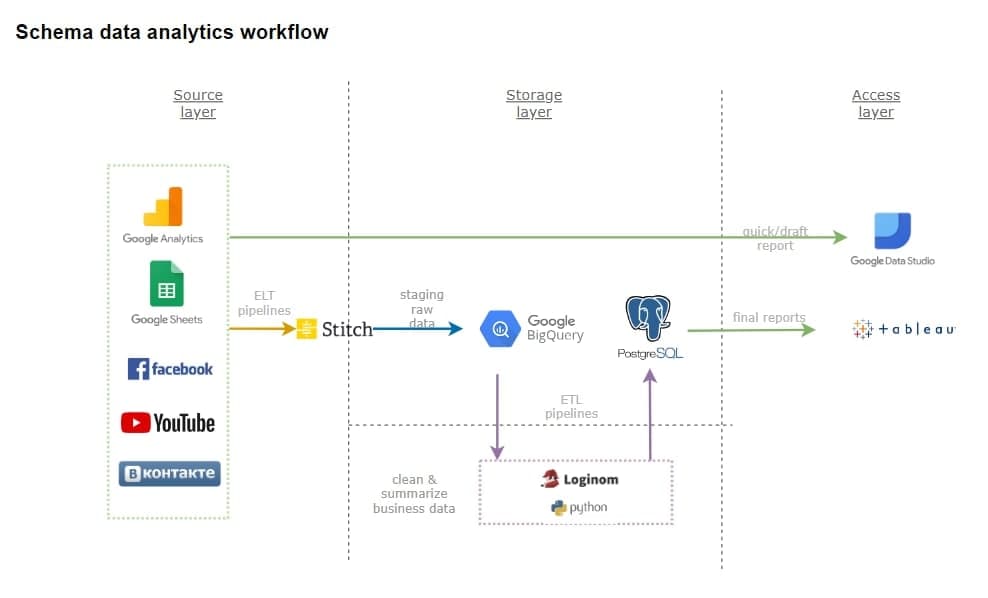 Schema data analytics workflow
Source
layer
Storage
layer
Access
layer
Google Analytics
Google Sheets
facebook
YouTube
B КОНТАКТЕ
ELT
pipelines
Stitch
staging
raw
data
Google
BigQuery
PostgreSQL
quick/draft
report
Google Data Studio
final reports
+ableau
ETL
pipelines
clean &
summarize
business data
Loginom
python